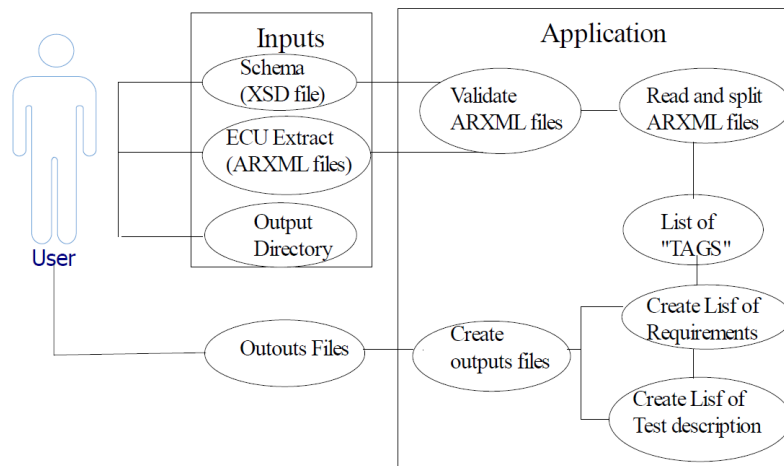 Inputs
Application
Schema
(XSD file)
Validate
ARXML files
Read and split
ARXML files
ECU Extract
(ARXML files)
Output
Directory
List of
"TAGS"
User
Create Lisf of
Requirements
Outouts Files
Create
outputs files
Create Lisf of
Test description